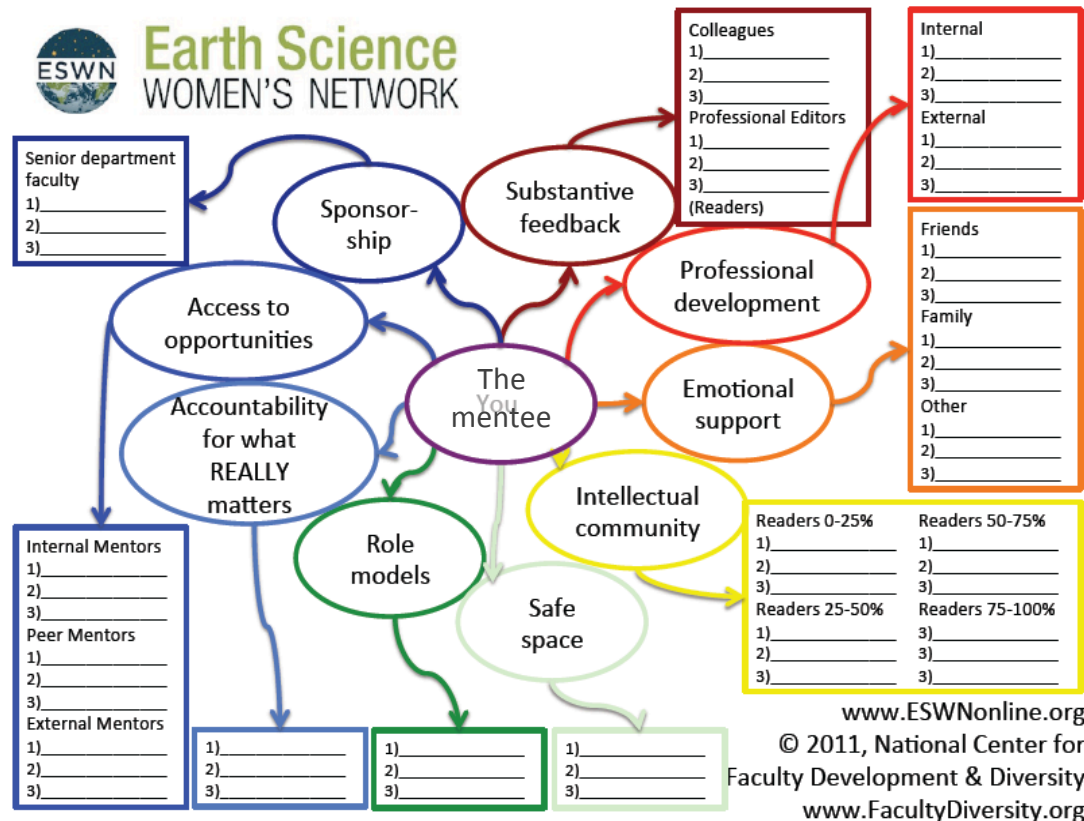 ESWN
Earth Science
WOMEN'S NETWORK
Senior department
faculty
1)
2)
3)
Sponsor-
ship
Substantive
feedback
Colleagues
1)
2)
3)
Professional Editors
1)
2)
3)
(Readers)
Internal
1)
2)
3)
External
1)
2)
3)
Professional
development
Friends
1)
2)
3)
Family
1)
2)
3)
Other
1)
2)
3)
Access to
opportunities
The
You
mentee
Emotional
support
Accountability
for what
REALLY
matters
Intellectual
community
Role
models
Safe
space
Readers 0-25%
1)
2)
3)
Readers 25-50%
1)
2)
3)
Readers 50-75%
1)
2)
3)
Readers 75-100%
3)
3)
3)
Internal Mentors
1)
2)
3)
Peer Mentors
1)
2)
3)
External Mentors
1)
2)
3)
1)
2)
3)
1)
2)
3)
1)
2)
3)
www.ESWNonline.org
© 2011, National Center for
Faculty Development & Diversity
www.FacultyDiversity.org